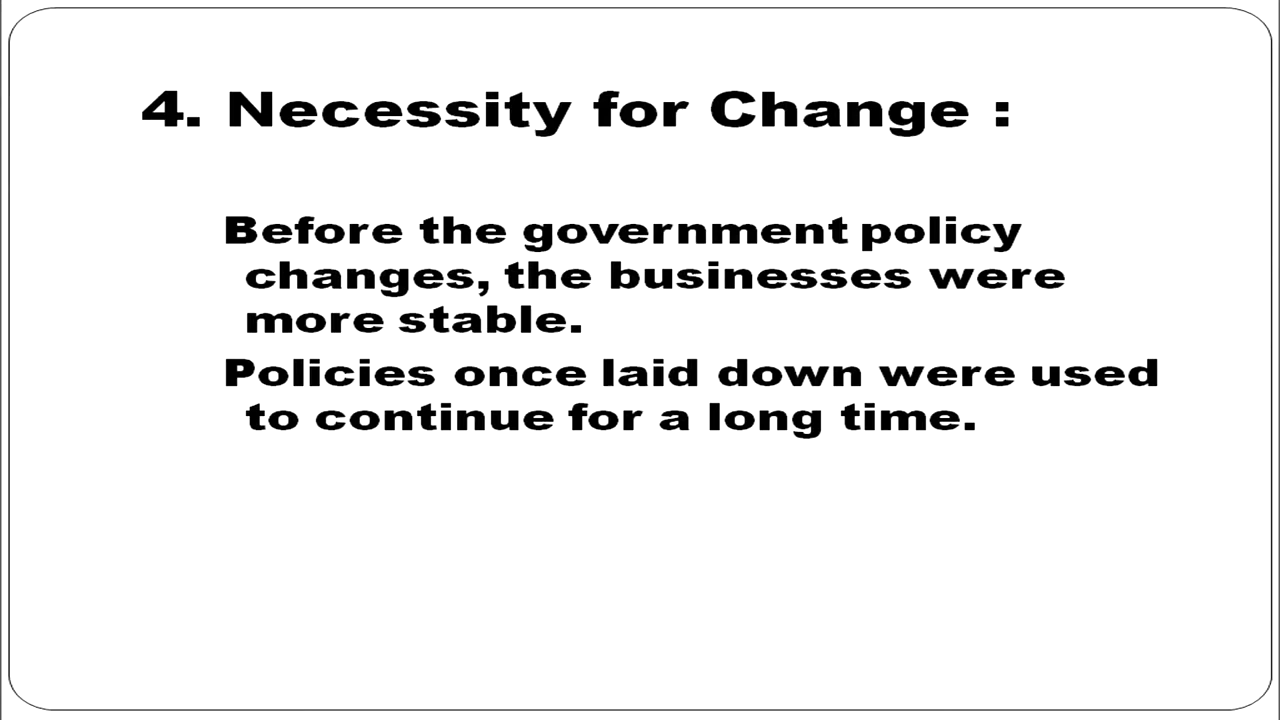 4. Necessity for Change :
Before the government policy
changes, the businesses were
more stable.
Policies once laid down were used
to continue for a long time.